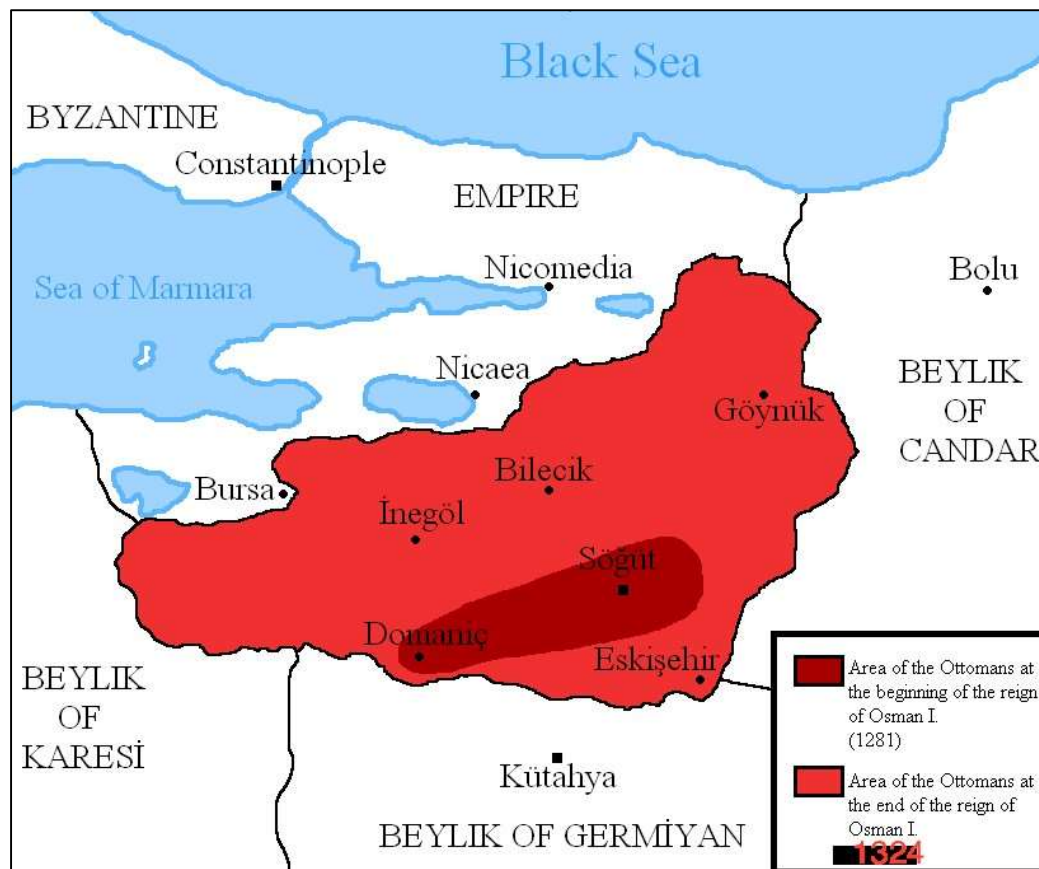 Black Sea
BYZANTINE
Constantinople
EMPIRE
Nicomedia
Bolu
Sea of Marmara
Nicaea
BEYLIK
OF
CANDAR
Göynük
Bursa
Bilecik
İnegöl
Söğüt
Domaniç
Eskişehir
BEYLIK
OF
KARESİ
Kütahya
BEYLIK OF GERMİYAN
Area of the Ottomans at
the beginning of the reign
of Osman I.
(1281)
Area of the Ottomans at
the end of the reign of
Osman I.
1324